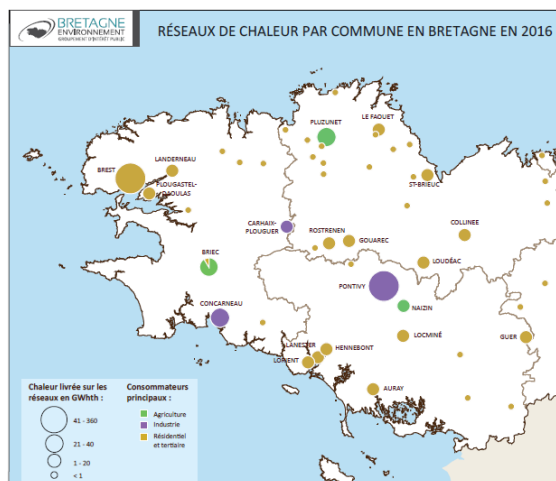 BRETAGNE
ENVIRONNEMENT
GROUPEMENT D'INTÉRÊT PUBLIC
RÉSEAUX DE CHALEUR PAR COMMUNE EN BRETAGNE EN 2016
LE FAOUET
PLUZUNET
LANDERNEAU
BREST
PLOUGASTEL-
DAOULAS
ST-BRIEUC
CARHAIX-
PLOUGUER
ROSTRENEN
GOUAREC
COLLINEE
BRIEC
LOUDÉAC
PONTIVY
CONCARNEAU
NAIZIN
LOCMINÉ
GUER
LANESTER
HENNEBONT
LORIENT
AURAY
Chaleur livrée sur les
réseaux en GWhth :
41 - 360
21 - 40
1 - 20
< 1
Consommateurs
principaux :
Agriculture
Industrie
Résidentiel
et tertiaire